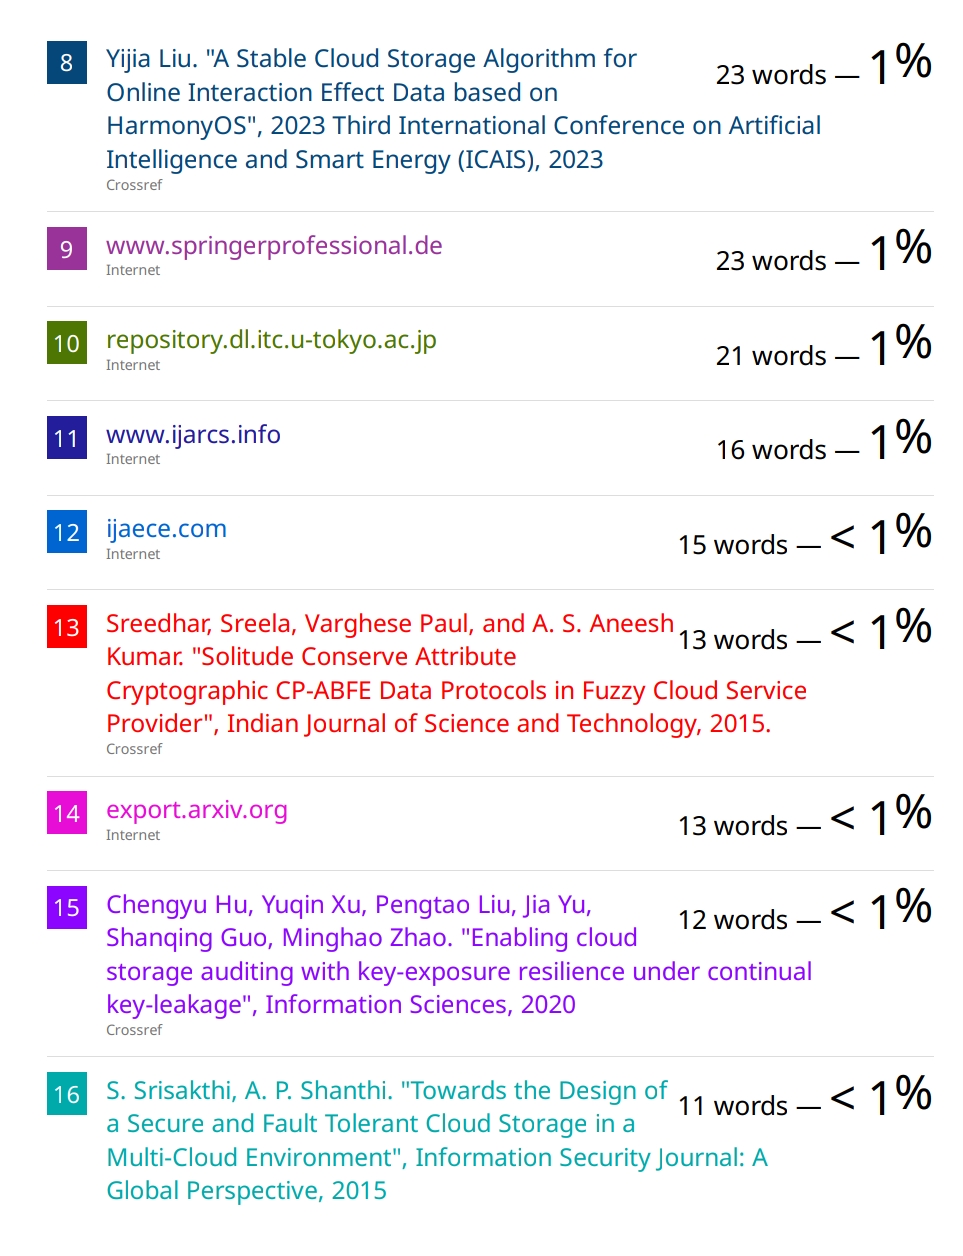 8 Yijia Liu. "A Stable Cloud Storage Algorithm for 23 words — 1%
Online Interaction Effect Data based on
HarmonyOS", 2023 Third International Conference on Artificial
Intelligence and Smart Energy (ICAIS), 2023
Crossref
9 www.springerprofessional.de 23 words — 1%
Internet
10 repository.dl.itc.u-tokyo.ac.jp 21 words — 1%
Internet
11 www.ijarcs.info 16 words — 1%
Internet
12 ijaece.com 15 words — < 1%
Internet
13 Sreedhar, Sreela, Varghese Paul, and A. S. Aneesh 13 words — < 1%
Kumar. "Solitude Conserve Attribute
Cryptographic CP-ABFE Data Protocols in Fuzzy Cloud Service
Provider", Indian Journal of Science and Technology, 2015.
Crossref
14 export.arxiv.org 13 words — < 1%
Internet
15 Chengyu Hu, Yuqin Xu, Pengtao Liu, Jia Yu, 12 words — < 1%
Shanqing Guo, Minghao Zhao. "Enabling cloud
storage auditing with key-exposure resilience under continual
key-leakage", Information Sciences, 2020
Crossref
16 S. Srisakthi, A. P. Shanthi. "Towards the Design of 11 words — < 1%
a Secure and Fault Tolerant Cloud Storage in a
Multi-Cloud Environment", Information Security Journal: A
Global Perspective, 2015